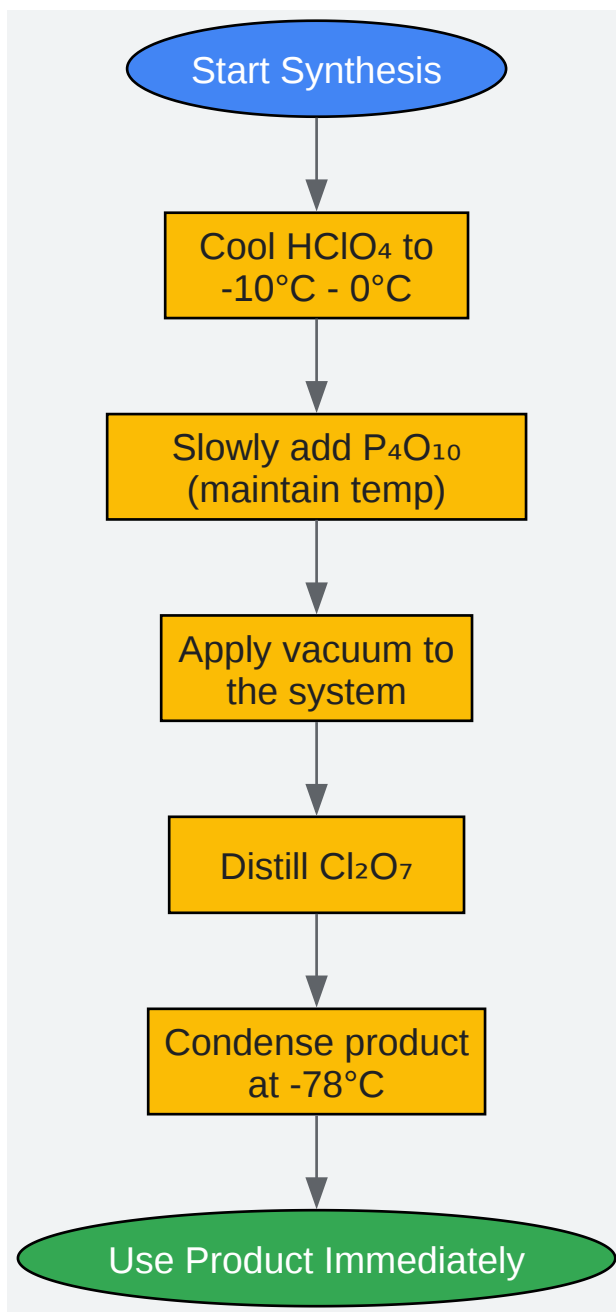 Start Synthesis
Cool HClO₄ to
-10°C - 0°C
Slowly add P₄O₁₀
(maintain temp)
Apply vacuum to
the system
Distill Cl₂O₇
Condense product
at -78°C
Use Product Immediately